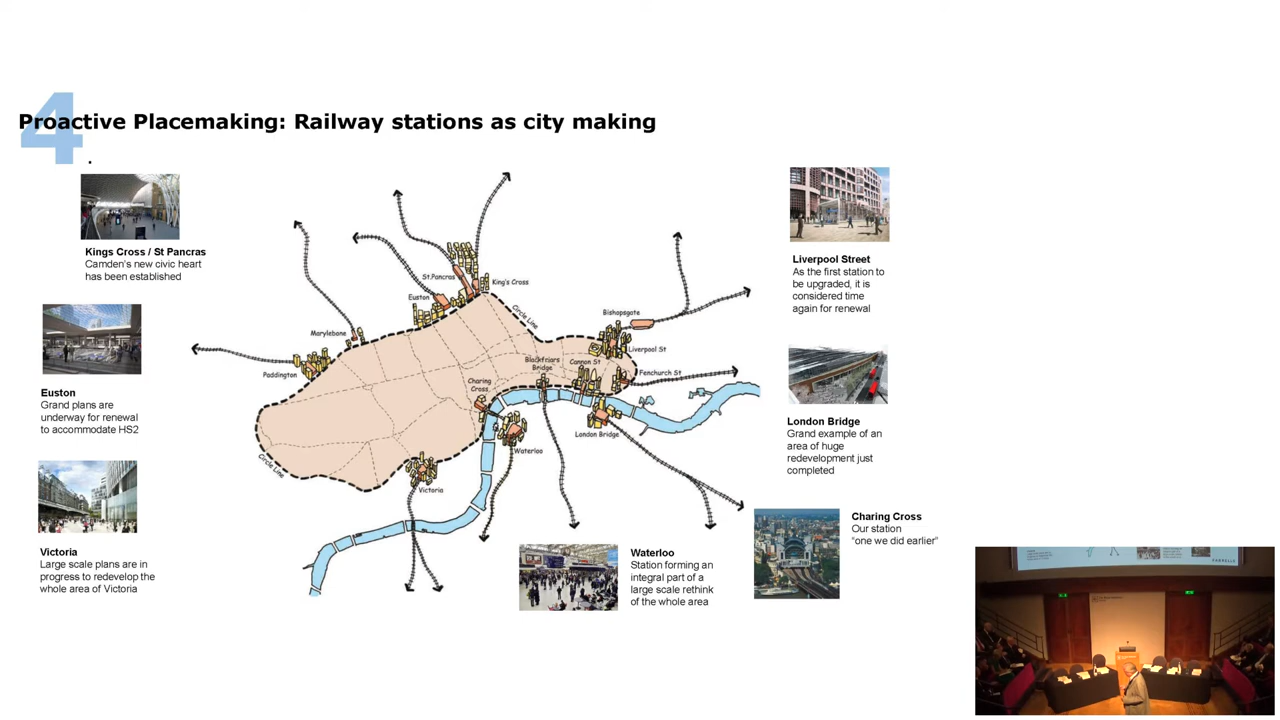 4
Proactive Placemaking: Railway stations as city making
.
Kings Cross / St Pancras
Camden's new civic heart
has been established
Euston
Grand plans are
underway for renewal
to accommodate HS2
Victoria
Large scale plans are in
progress to redevelop the
whole area of Victoria
St.Pancras
King's Cross
Euston
Circle Line
Marylebone
Paddington
Bishopsgate
Liverpool St
Blackfriars
Bridge
Cannon St
Fenchurch St
Charing
Cross
London Bridge
Waterloo
Circle Line
Victoria
Waterloo
Station forming an
integral part of a
large scale rethink
of the whole area
Liverpool Street
As the first station to
be upgraded, it is
considered time
again for renewal
London Bridge
Grand example of an
area of huge
redevelopment just
completed
Charing Cross
Our station
"one we did earlier"
FARRELLS